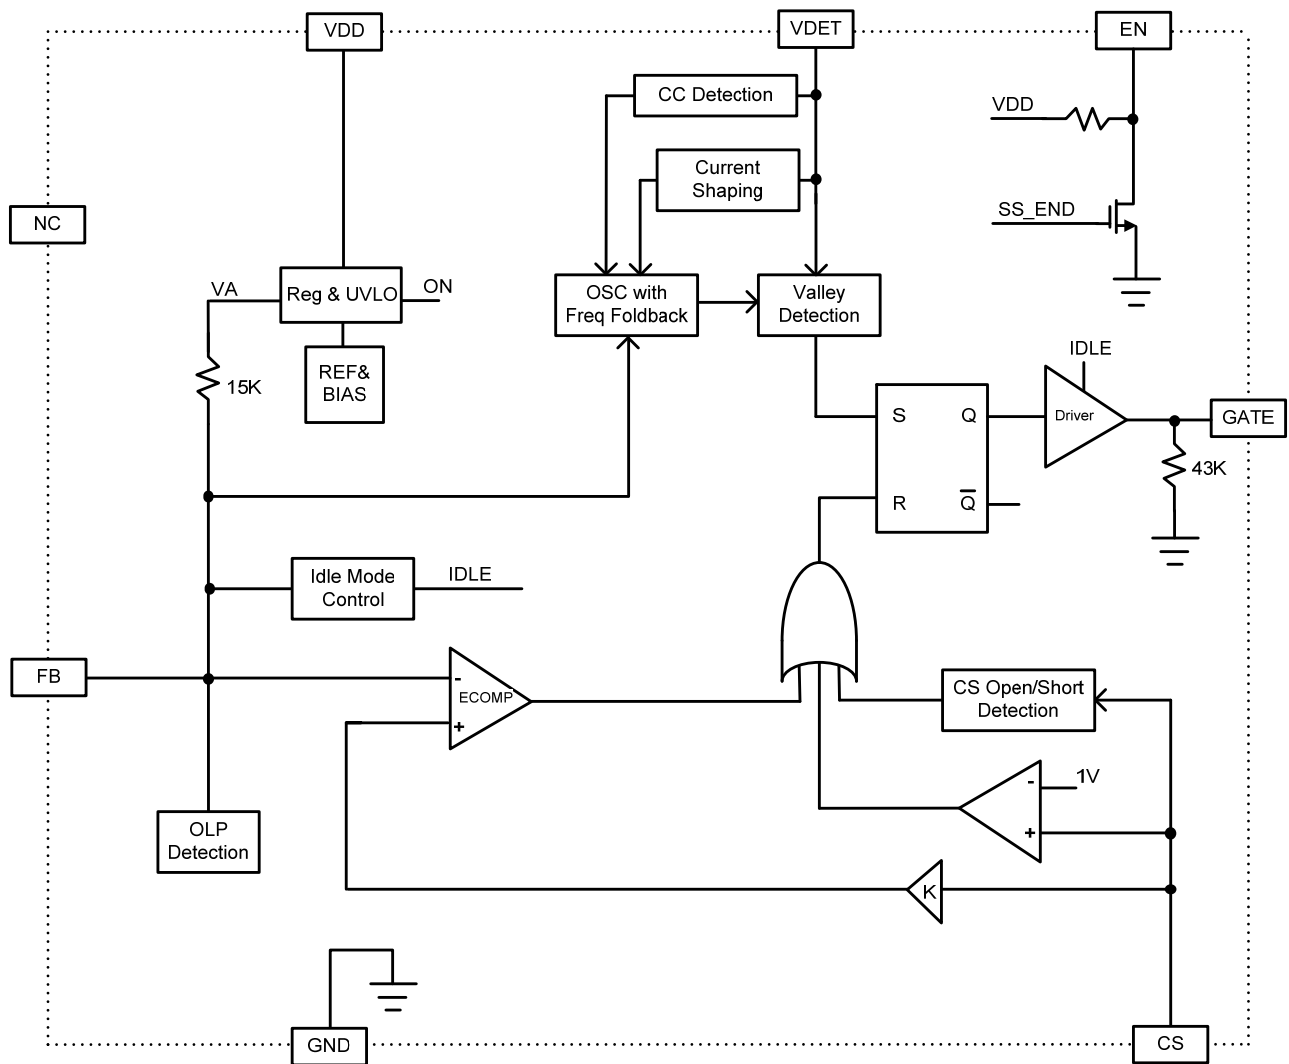 VDD
VDET
EN
CC Detection
VDD
Current
Shaping
NC
SS_END
VA
Reg & UVLO
ON
OSC with
Freq Foldback
Valley
Detection
REF&
BIAS
15K
IDLE
S
Q
Driver
GATE
43K
R
Q̅
Idle Mode
Control
IDLE
FB
-
ECOMP
+
CS Open/Short
Detection
1V
-
+
OLP
Detection
K
GND
CS